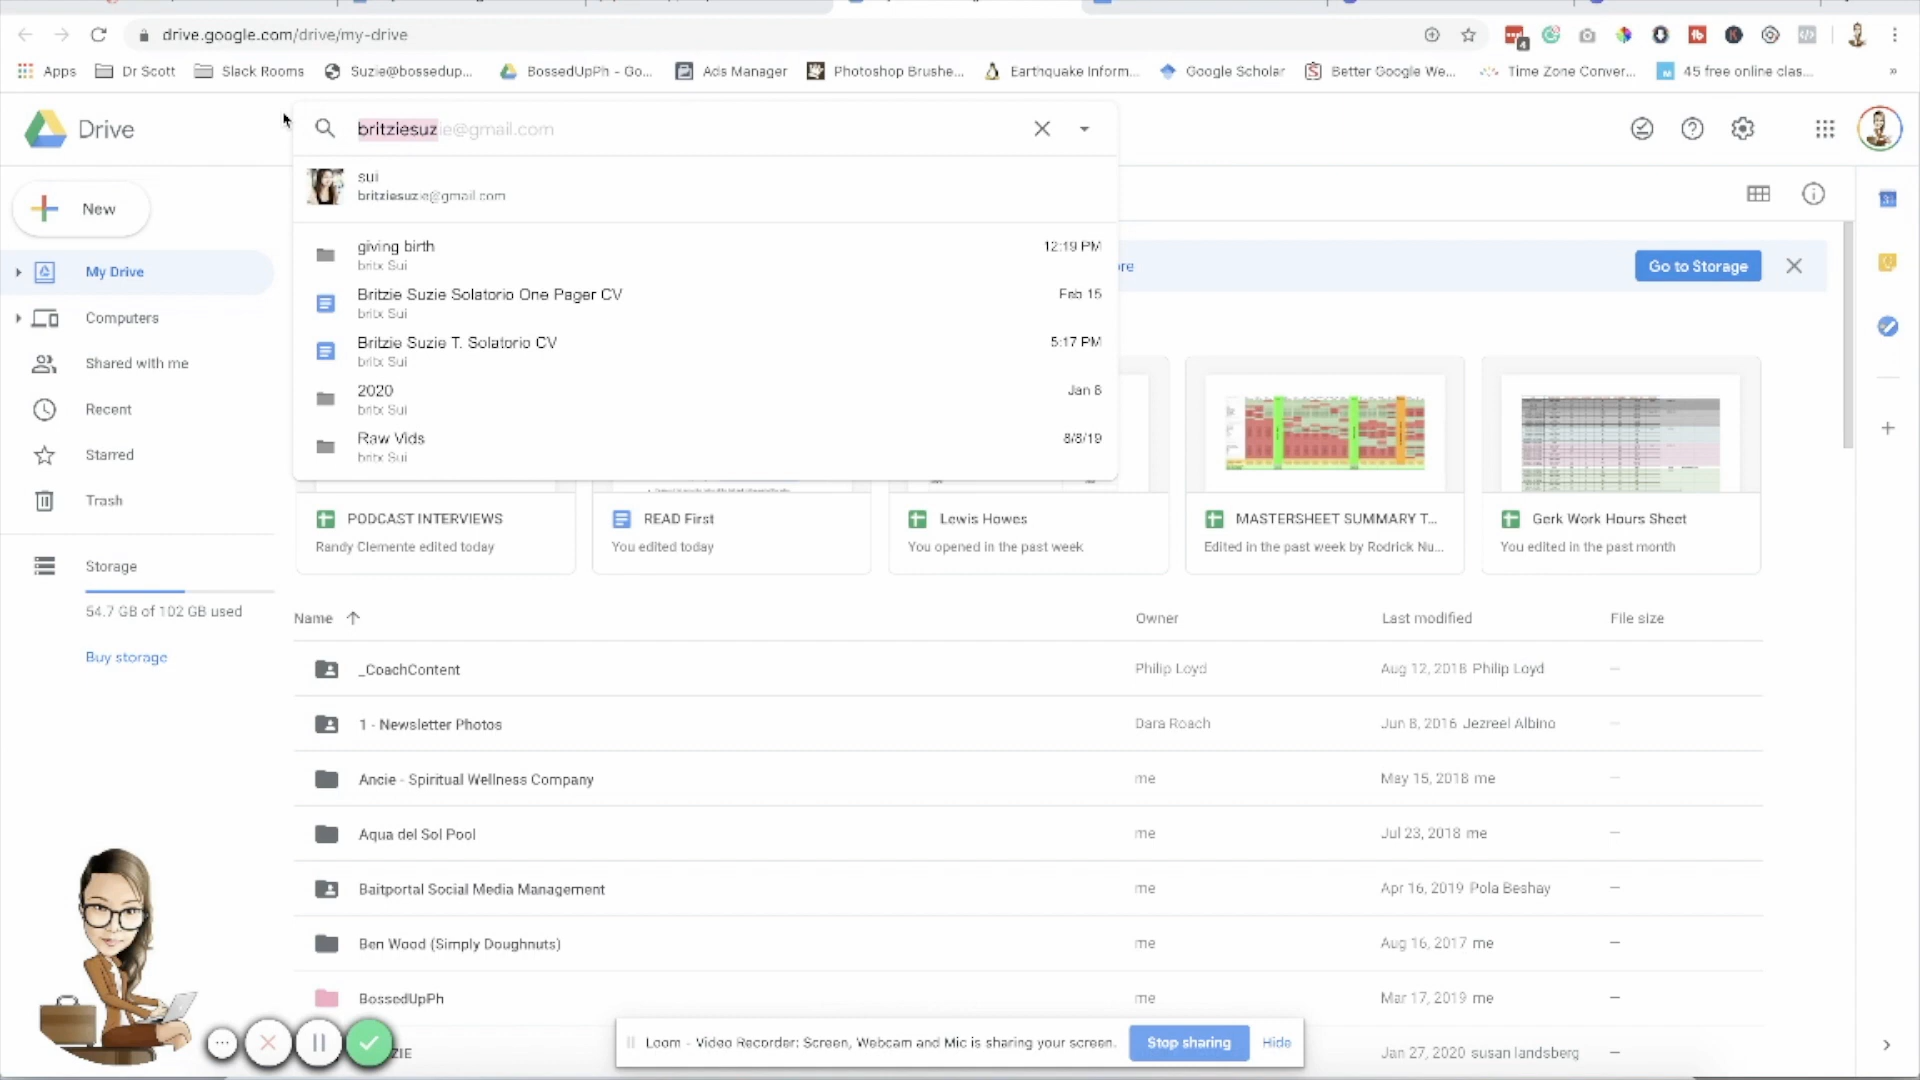 drive.google.com/drive/my-drive
4
Apps
Dr Scott
Slack Rooms
Suzie@bossedup...
BossedUpPh - Go...
Ads Manager
Photoshop Brushe...
Earthquake Inform...
Google Scholar
Better Google We...
Time Zone Conver...
45 free online clas...
»
Drive
britziesuzie@gmail.com
sui
britziesuzie@gmail.com
New
giving birth
12:19 PM
britx Sui
Go to Storage
My Drive
Britzie Suzie Solatorio One Pager CV
Feb 15
britx Sui
Computers
Britzie Suzie T. Solatorio CV
5:17 PM
britx Sui
Shared with me
2020
Jan 6
britx Sui
Recent
Raw Vids
8/8/19
britx Sui
Starred
Trash
PODCAST INTERVIEWS
Randy Clemente edited today
READ First
You edited today
Lewis Howes
You opened in the past week
MASTERSHEET SUMMARY T...
Edited in the past week by Rodrick Nu...
Gerk Work Hours Sheet
You edited in the past month
Storage
54.7 GB of 102 GB used
Buy storage
Name
Owner
Last modified
File size
_CoachContent
Philip Loyd
Aug 12, 2018 Philip Loyd
—
1 - Newsletter Photos
Dara Roach
Jun 8, 2016 Jezreel Albino
—
Ancie - Spiritual Wellness Company
me
May 15, 2018 me
—
Aqua del Sol Pool
me
Jul 23, 2018 me
—
Baitportal Social Media Management
me
Apr 16, 2019 Pola Beshay
—
Ben Wood (Simply Doughnuts)
me
Aug 16, 2017 me
—
BossedUpPh
me
Mar 17, 2019 me
—
ZIE
Jan 27, 2020 susan landsberg
—
Loom - Video Recorder: Screen, Webcam and Mic is sharing your screen.
Stop sharing
Hide